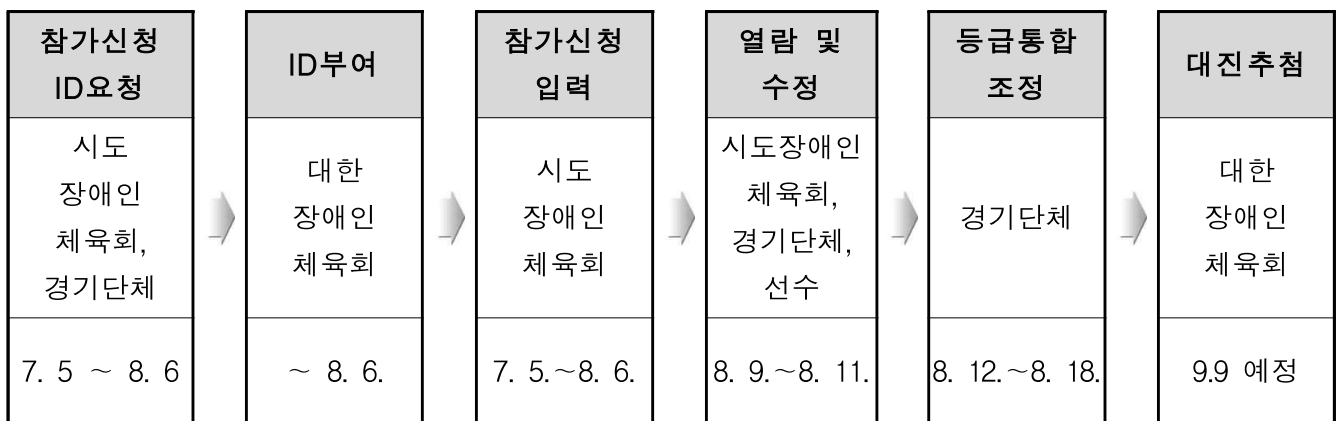 참가신청
ID요청
시도
장애인
체육회,
경기단체
7. 5 ~ 8. 6
ID부여
대한
장애인
체육회
~ 8. 6.
참가신청
입력
시도
장애인
체육회
7. 5.~8. 6.
열람 및
수정
시도장애인
체육회,
경기단체,
선수
8. 9.~8. 11.
등급통합
조정
경기단체
8. 12.~8. 18.
대진추첨
대한
장애인
체육회
9.9 예정